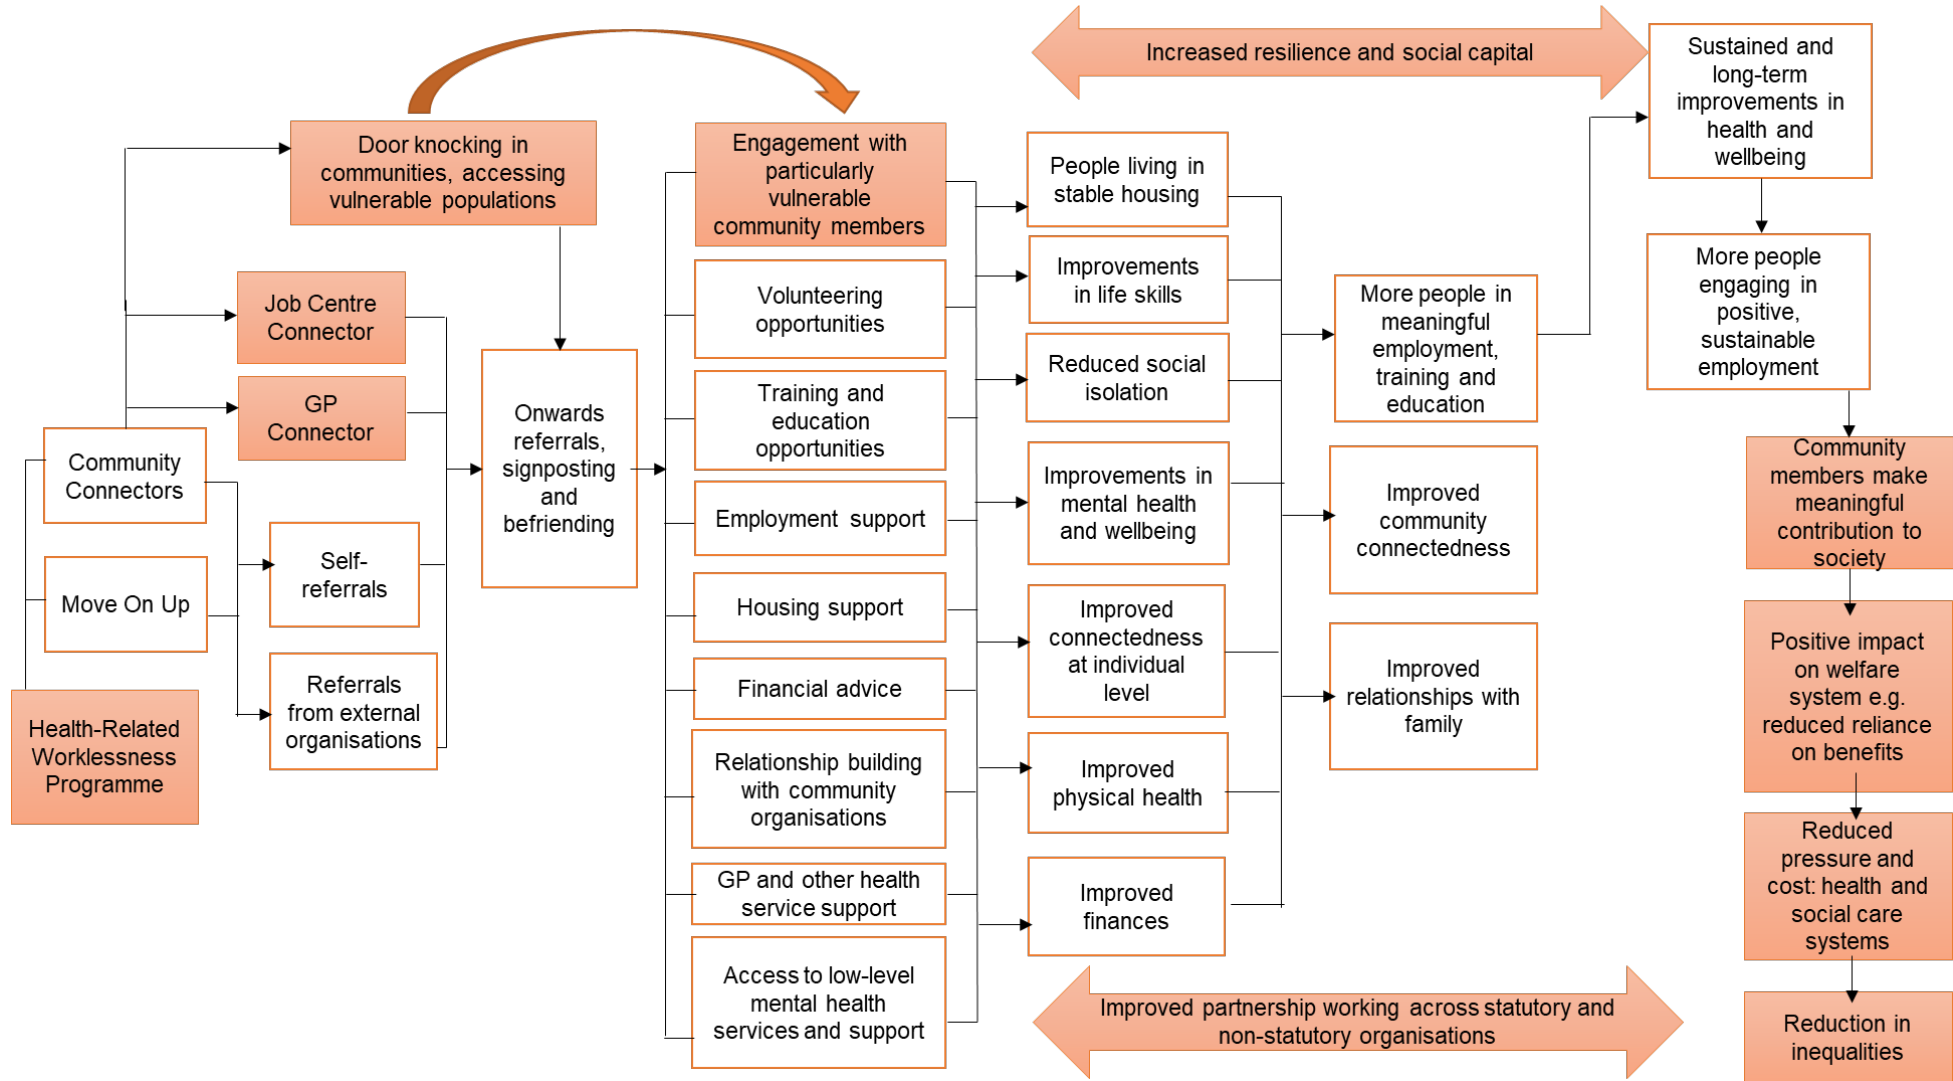 Door knocking in
communities, accessing
vulnerable populations
Job Centre
Connector
GP
Connector
Community
Connectors
Move On Up
Health-Related
Worklessness
Programme
Self-
referrals
Referrals
from external
organisations
Onwards
referrals,
signposting
and
befriending
Engagement with
particularly
vulnerable
community members
Volunteering
opportunities
Training and
education
opportunities
Employment support
Housing support
Financial advice
Relationship building
with community
organisations
GP and other health
service support
Access to low-level
mental health
services and support
Increased resilience and social capital
People living in
stable housing
Improvements
in life skills
Reduced social
isolation
Improvements in
mental health
and wellbeing
Improved
connectedness
at individual
level
Improved
physical health
Improved
finances
Improved partnership working across statutory and
non-statutory organisations
More people in
meaningful
employment,
training and
education
Improved
community
connectedness
Improved
relationships with
family
Sustained and
long-term
improvements in
health and
wellbeing
More people
engaging in
positive,
sustainable
employment
Community
members make
meaningful
contribution to
society
Positive impact
on welfare
system e.g.
reduced reliance
on benefits
Reduced
pressure and
cost: health and
social care
systems
Reduction in
inequalities